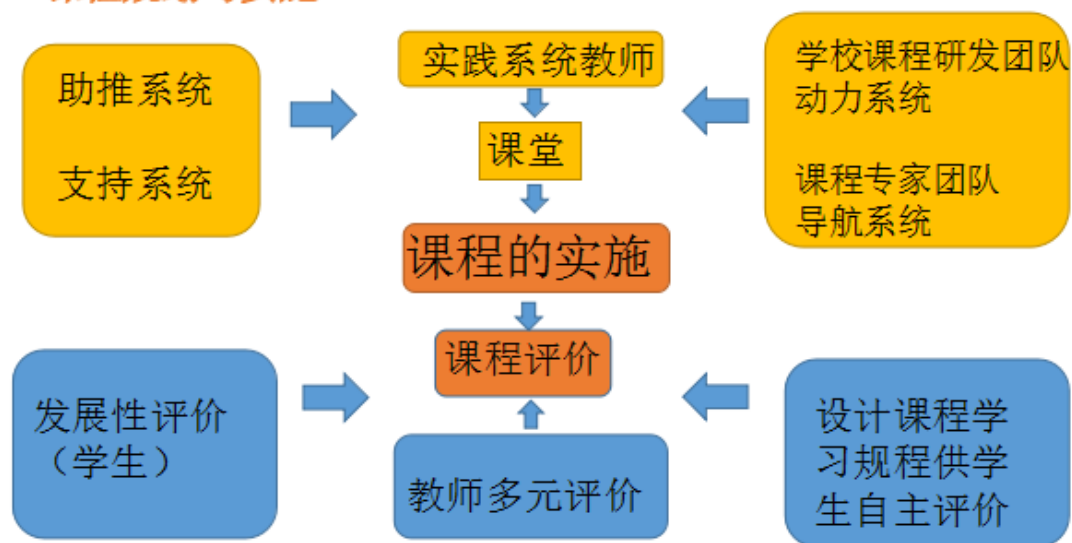 实践系统教师
助推系统
支持系统
学校课程研发团队
动力系统
课程专家团队
导航系统
课堂
课程的实施
课程评价
发展性评价
（学生）
教师多元评价
设计课程学
习规程供学
生自主评价